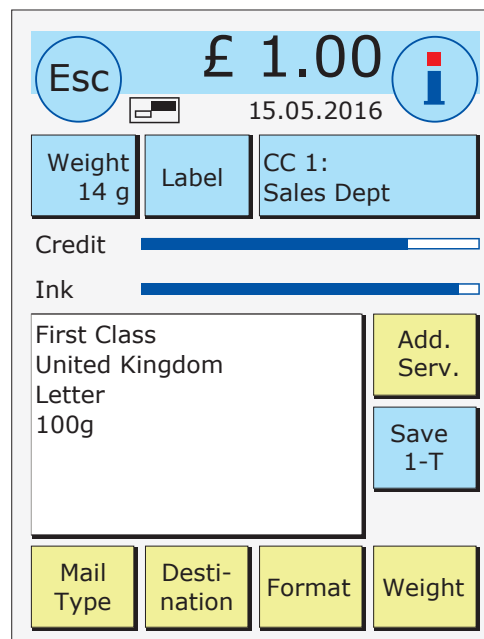 Esc
£ 1.00
i
15.05.2016
Weight
14 g
Label
CC 1:
Sales Dept
Credit
Ink
First Class
United Kingdom
Letter
100g
Add.
Serv.
Save
1-T
Mail
Type
Desti-
nation
Format
Weight